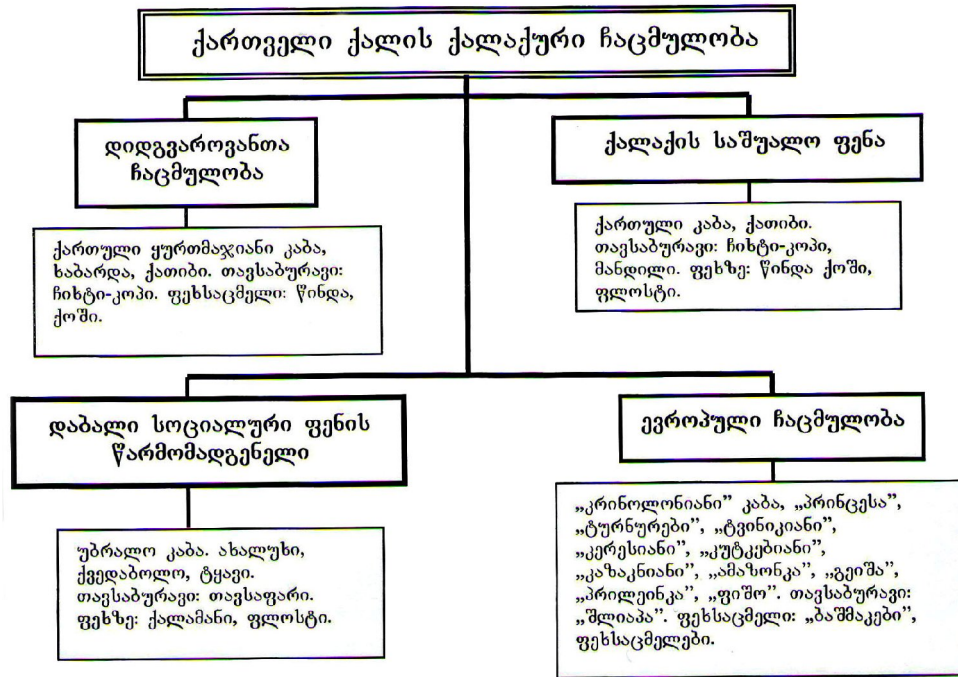 ქართველი ქალის ქალაქური ჩაცმულობა
დიდგვაროვანთა
ჩაცმულობა
ქართული ყურთმაჯიანი კაბა,
ხაბარდა, ქათიბი. თავსაბურავი:
ჩიხტი-კოპი. ფეხსაცმელი: წინდა,
ქოში.
ქალაქის საშუალო ფენა
ქართული კაბა, ქათიბი.
თავსაბურავი: ჩიხტი-კოპი,
მანდილი. ფეხზე: წინდა ქოში,
ფლოსტი.
დაბალი სოციალური ფენის
წარმომადგენელი
უბრალო კაბა. ახალუხი,
ქვედაბოლო, ტყავი.
თავსაბურავი: თავსაფარი.
ფეხზე: ქალამანი, ფლოსტი.
ევროპული ჩაცმულობა
„კრინოლონიანი” კაბა, „პრინცესა”,
„ტურნურები”, „ტვინიკიანი”,
„კერესიანი”, „კუტკებიანი”,
„კაზაკნიანი”, „ამაზონკა”, „გეიშა”,
„პრილეინკა”, „ფიშო”. თავსაბურავი:
„შლიაპა”. ფეხსაცმელი: „ბაშმაკები”,
ფეხსაცმელები.